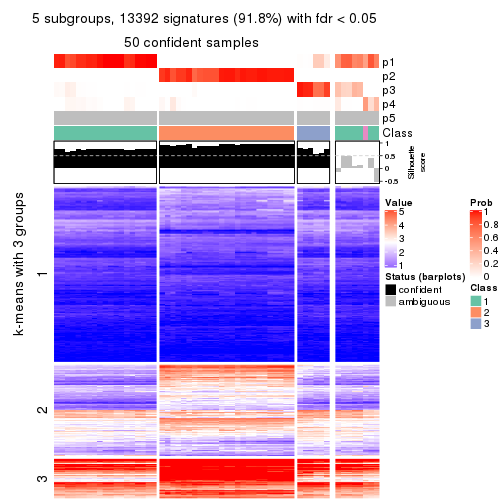 5 subgroups, 13392 signatures (91.8%) with fdr < 0.05
50 confident samples
p1
p2
p3
p4
p5
Class
1
0.5
0
-0.5
Silhouette
score
k-means with 3 groups
1
2
3
Value
5
4
3
2
1
Status (barplots)
confident
ambiguous
Prob
1
0.8
0.6
0.4
0.2
0
Class
1
2
3